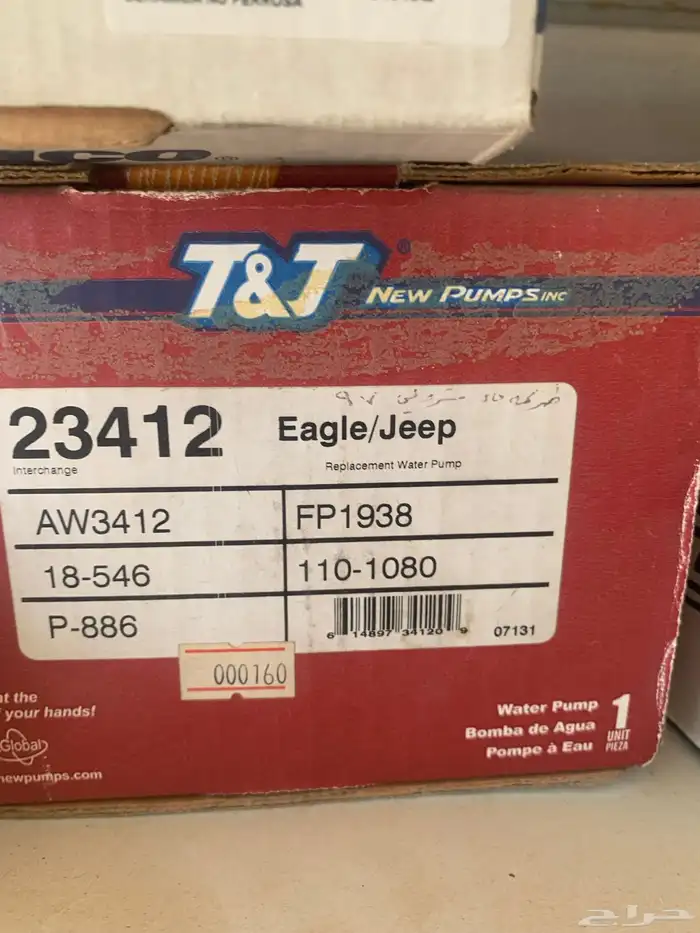 T&T ® NEW PUMPS INC
23412 Eagle/Jeep
Interchange
Replacement Water Pump
AW3412 FP1938
18-546 110-1080
P-886
6 14897 34120 9 07131
000160
t the
your hands!
Global
newpumps.com
Water Pump
Bomba de Agua
Pompe à Eau
1
UNIT
PIEZA
حراج